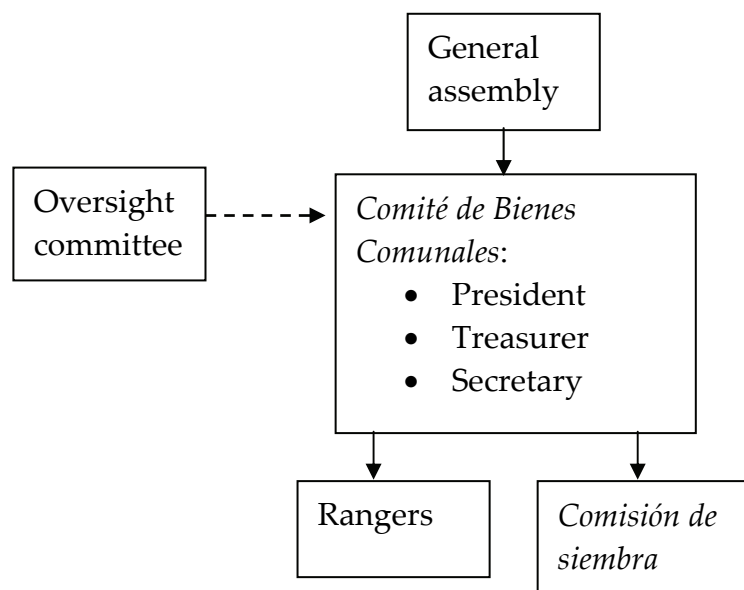 General
assembly
Oversight
committee
Comité de Bienes
Comunales:
• President
• Treasurer
• Secretary
Rangers
Comisión de
siembra